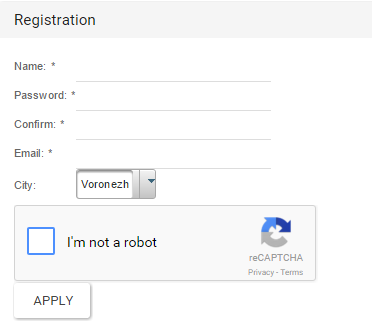 Registration
Name: *
Password: *
Confirm: *
Email: *
City: Voronezh
I'm not a robot
reCAPTCHA
Privacy - Terms
APPLY